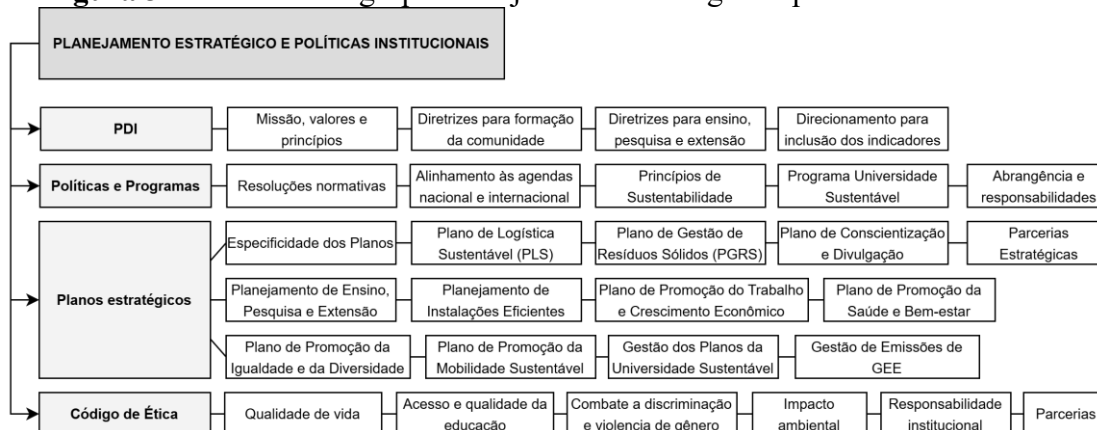 PLANEJAMENTO ESTRATÉGICO E POLÍTICAS INSTITUCIONAIS
PDI
Missão, valores e
princípios
Diretrizes para formação
da comunidade
Diretrizes para ensino,
pesquisa e extensão
Direcionamento para
inclusão dos indicadores
Políticas e Programas
Resoluções normativas
Alinhamento às agendas
nacional e internacional
Princípios de
Sustentabilidade
Programa Universidade
Sustentável
Abrangência e
responsabilidades
Planos estratégicos
Especificidade dos Planos
Plano de Logística
Sustentável (PLS)
Plano de Gestão de
Resíduos Sólidos (PGRS)
Plano de Conscientização
e Divulgação
Parcerias
Estratégicas
Planejamento de Ensino,
Pesquisa e Extensão
Planejamento de
Instalações Eficientes
Plano de Promoção do Trabalho
e Crescimento Econômico
Plano de Promoção da
Saúde e Bem-estar
Plano de Promoção da
Igualdade e da Diversidade
Plano de Promoção da
Mobilidade Sustentável
Gestão dos Planos da
Universidade Sustentável
Gestão de Emissões de
GEE
Código de Ética
Qualidade de vida
Acesso e qualidade da
educação
Combate a discriminação
e violencia de gênero
Impacto
ambiental
Responsabilidade
institucional
Parcerias